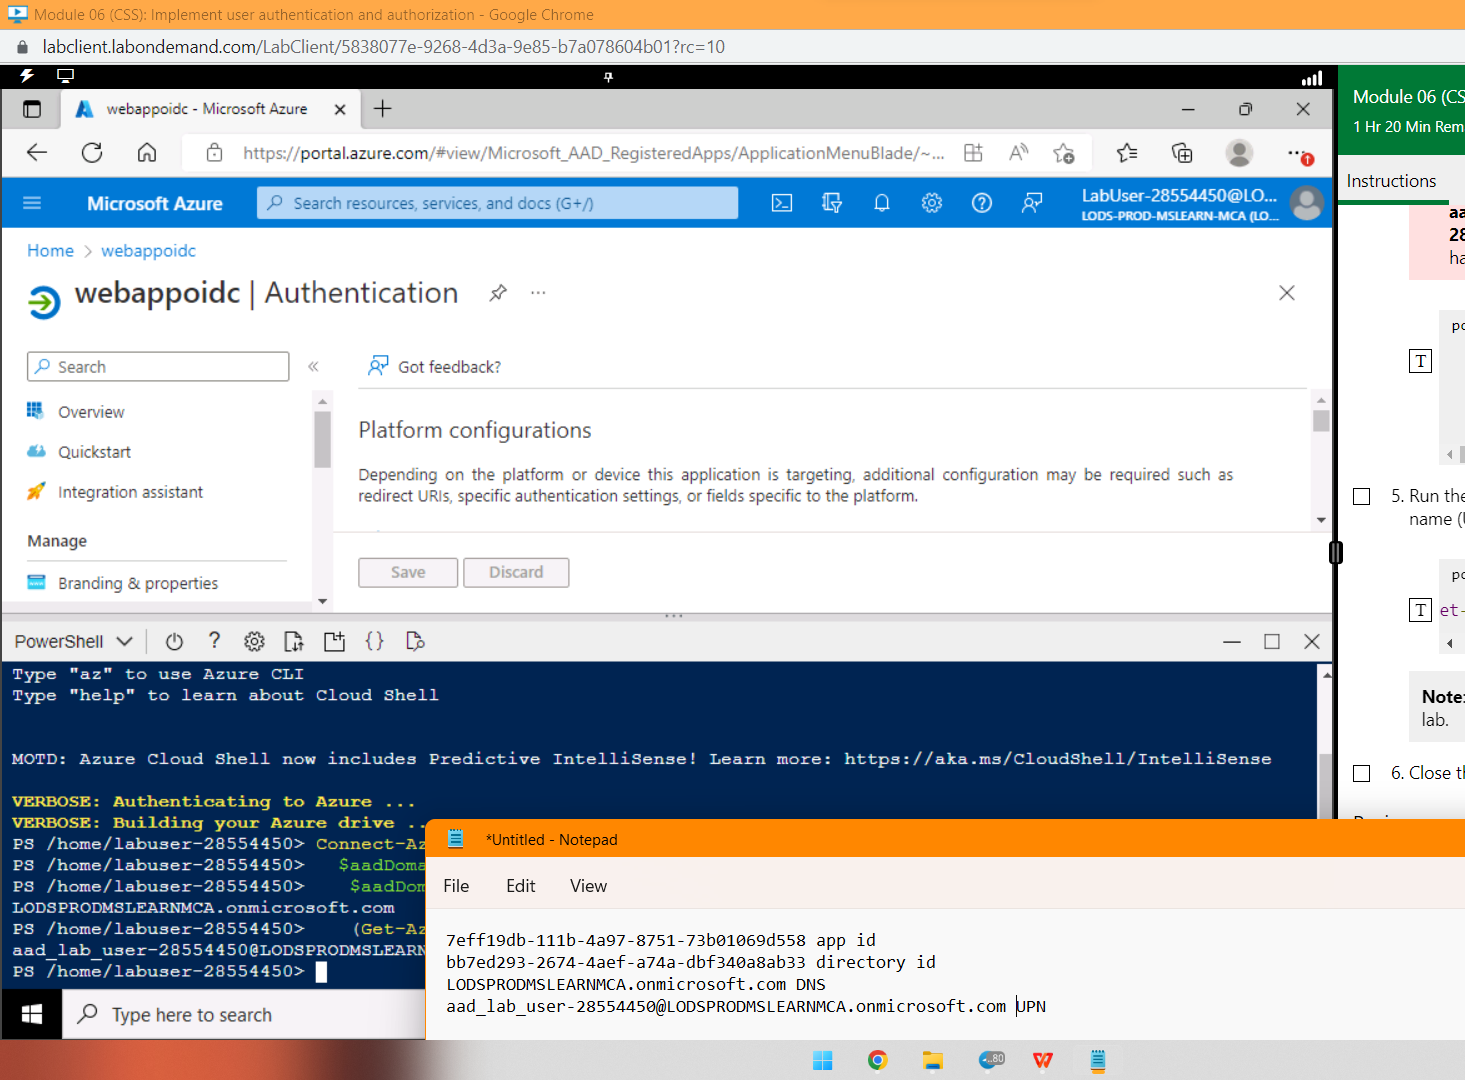 Module 06 (CSS): Implement user authentication and authorization - Google Chrome
labclient.labondemand.com/LabClient/5838077e-9268-4d3a-9e85-b7a078604b01?rc=10
webappoidc - Microsoft Azure
https://portal.azure.com/#view/Microsoft_AAD_RegisteredApps/ApplicationMenuBlade/~...
Microsoft Azure
Search resources, services, and docs (G+/)
LabUser-28554450@LO...
LODS-PROD-MSLEARN-MCA (LO...
Home > webappoidc
webappoidc | Authentication
Search
Got feedback?
Overview
Quickstart
Integration assistant
Manage
Branding & properties
Platform configurations
Depending on the platform or device this application is targeting, additional configuration may be required such as
redirect URIs, specific authentication settings, or fields specific to the platform.
Save
Discard
PowerShell
Type "az" to use Azure CLI
Type "help" to learn about Cloud Shell
MOTD: Azure Cloud Shell now includes Predictive IntelliSense! Learn more: https://aka.ms/CloudShell/IntelliSense
VERBOSE: Authenticating to Azure ...
VERBOSE: Building your Azure drive ..
PS /home/labuser-28554450> Connect-Az
PS /home/labuser-28554450> $aadDoma
PS /home/labuser-28554450> $aadDom
LODSPRODMSLEARNMCA.onmicrosoft.com
PS /home/labuser-28554450> (Get-Az
aad_lab_user-28554450@LODSPRODMSLEARN
PS /home/labuser-28554450>
Type here to search
*Untitled - Notepad
File Edit View
7eff19db-111b-4a97-8751-73b01069d558 app id
bb7ed293-2674-4aef-a74a-dbf340a8ab33 directory id
LODSPRODMSLEARNMCA.onmicrosoft.com DNS
aad_lab_user-28554450@LODSPRODMSLEARNMCA.onmicrosoft.com UPN
Module 06 (CS
1 Hr 20 Min Rem
Instructions
aa
28
ha
po
T
5. Run the
name (U
po
T
et-
Note:
lab.
6. Close th
80